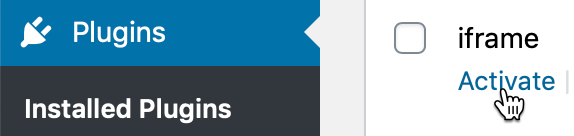 Plugins
Installed Plugins
iframe
Activate |